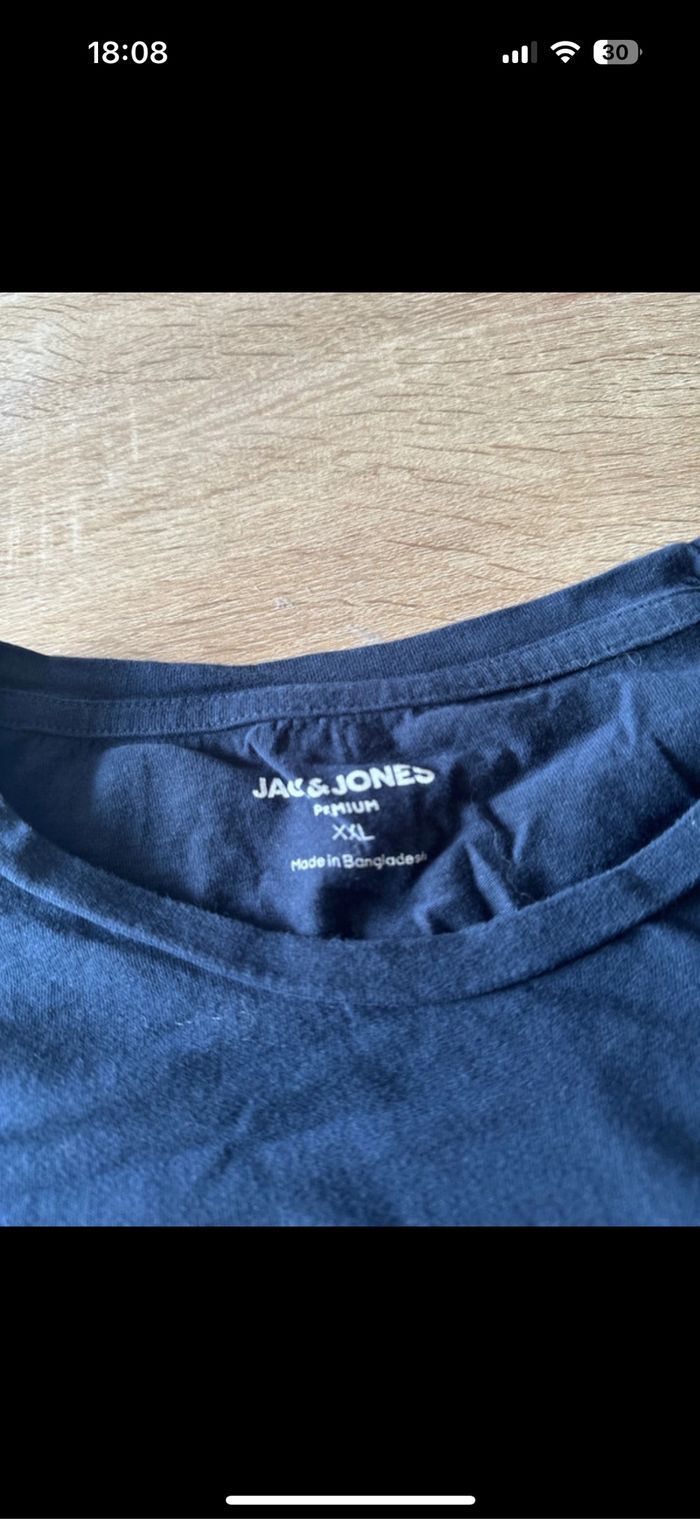 18:08
30
JACK&JONES
PREMIUM
XXL
Made in Bangladesh